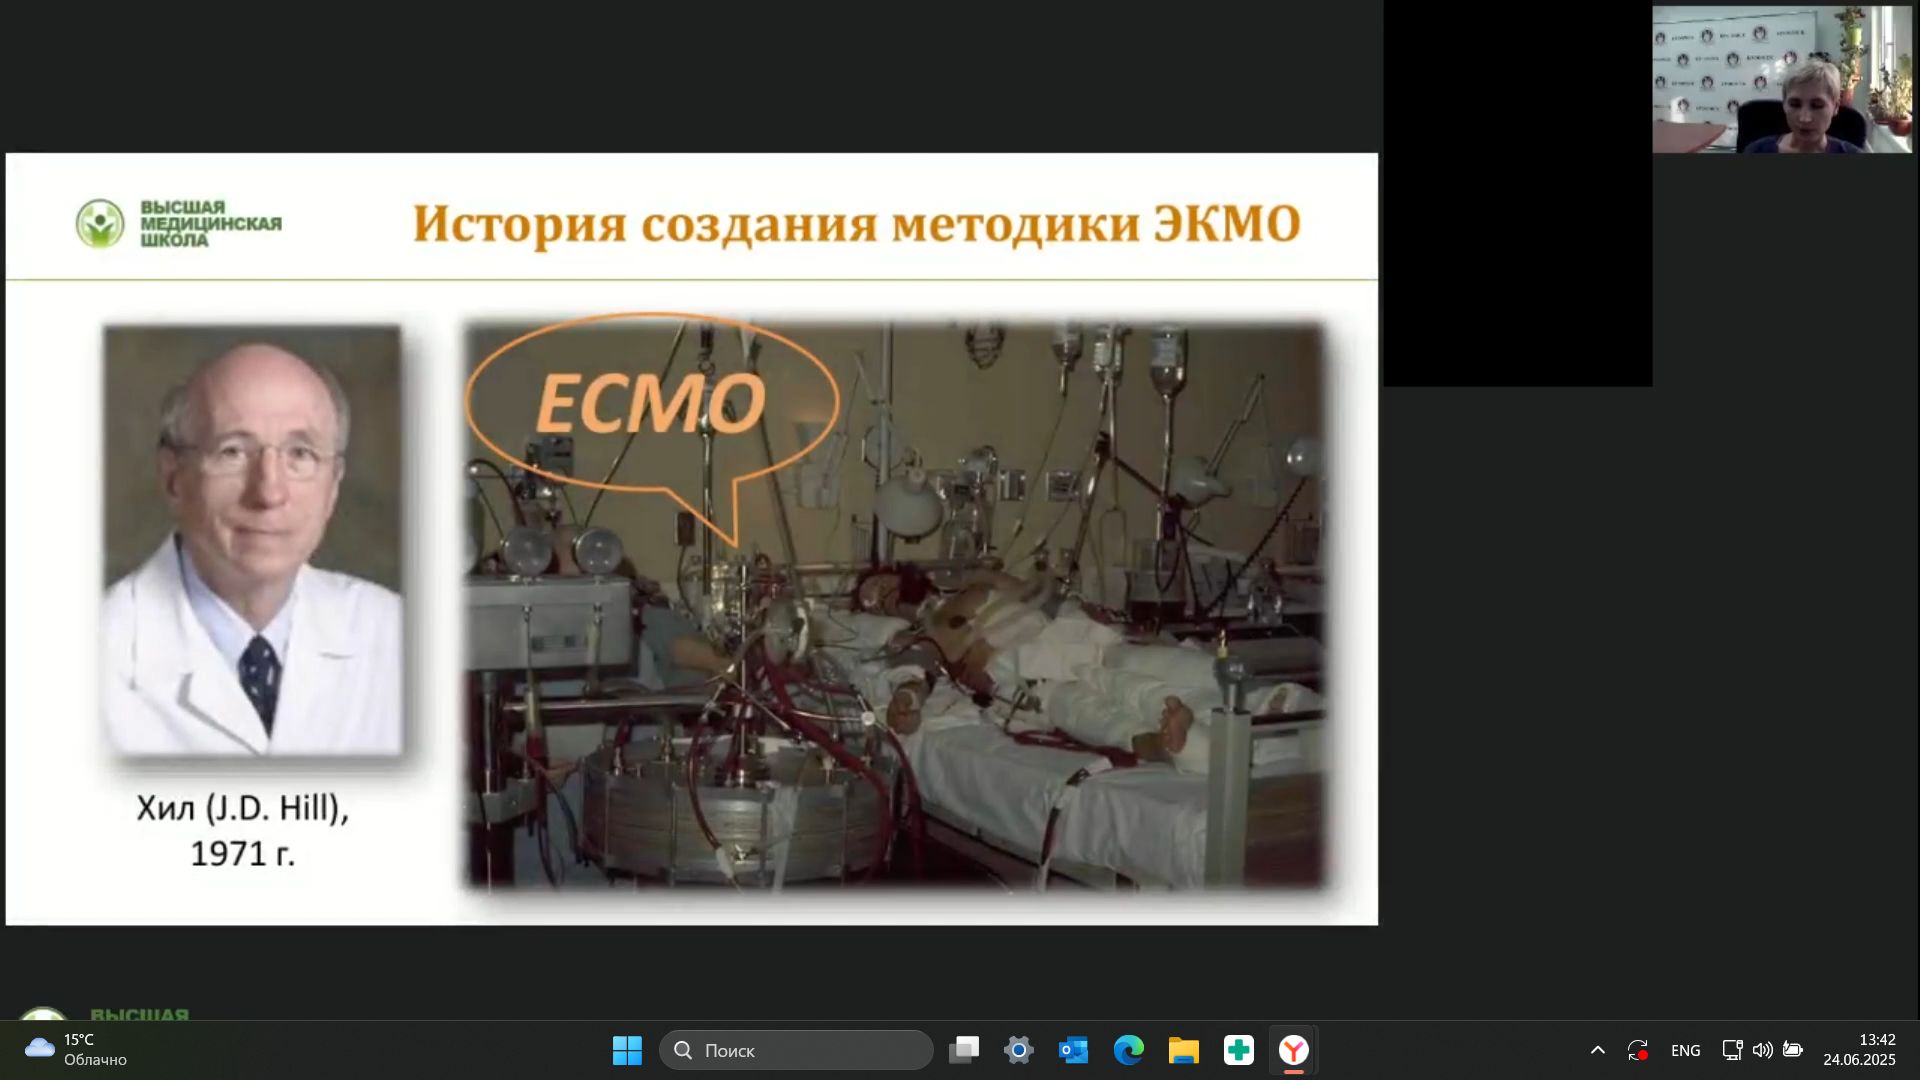 ВЫСШАЯ
МЕДИЦИНСКАЯ
ШКОЛА
История создания методики ЭКМО
ECMO
Хил (J.D. Hill),
1971 г.
ВЫСШАЯ
15°C
Облачно
Поиск
ENG
13:42
24.06.2025